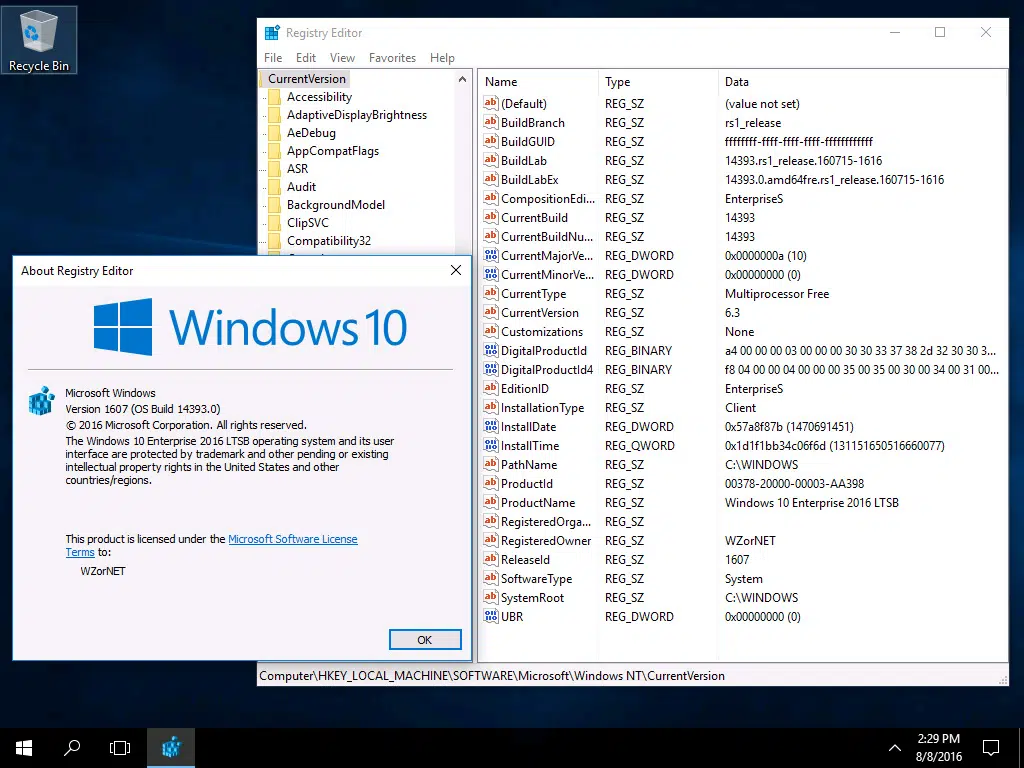 Recycle Bin
Registry Editor
File Edit View Favorites Help
CurrentVersion
Accessibility
AdaptiveDisplayBrightness
AeDebug
AppCompatFlags
ASR
Audit
BackgroundModel
ClipSVC
Compatibility32
Name Type Data
(Default) REG_SZ (value not set)
BuildBranch REG_SZ rs1_release
BuildGUID REG_SZ ffffffff-ffff-ffff-ffff-ffffffffffff
BuildLab REG_SZ 14393.rs1_release.160715-1616
BuildLabEx REG_SZ 14393.0.amd64fre.rs1_release.160715-1616
CompositionEdi... REG_SZ EnterpriseS
CurrentBuild REG_SZ 14393
CurrentBuildNu... REG_SZ 14393
CurrentMajorVe... REG_DWORD 0x0000000a (10)
CurrentMinorVe... REG_DWORD 0x00000000 (0)
CurrentType REG_SZ Multiprocessor Free
CurrentVersion REG_SZ 6.3
Customizations REG_SZ None
DigitalProductId REG_BINARY a4 00 00 00 03 00 00 00 30 30 33 37 38 2d 32 30 30 3...
DigitalProductId4 REG_BINARY f8 04 00 00 04 00 00 00 35 00 35 00 30 00 34 00 31 00...
EditionID REG_SZ EnterpriseS
InstallationType REG_SZ Client
InstallDate REG_DWORD 0x57a8f87b (1470691451)
InstallTime REG_QWORD 0x1d1f1bb34c06f6d (131151650516660077)
PathName REG_SZ C:\WINDOWS
ProductId REG_SZ 00378-20000-00003-AA398
ProductName REG_SZ Windows 10 Enterprise 2016 LTSB
RegisteredOrga... REG_SZ
RegisteredOwner REG_SZ WZorNET
ReleaseId REG_SZ 1607
SoftwareType REG_SZ System
SystemRoot REG_SZ C:\WINDOWS
UBR REG_DWORD 0x00000000 (0)
Computer\HKEY_LOCAL_MACHINE\SOFTWARE\Microsoft\Windows NT\CurrentVersion
About Registry Editor
Windows 10
Microsoft Windows
Version 1607 (OS Build 14393.0)
© 2016 Microsoft Corporation. All rights reserved.
The Windows 10 Enterprise 2016 LTSB operating system and its user
interface are protected by trademark and other pending or existing
intellectual property rights in the United States and other
countries/regions.
This product is licensed under the Microsoft Software License
Terms to:
WZorNET
OK
2:29 PM
8/8/2016